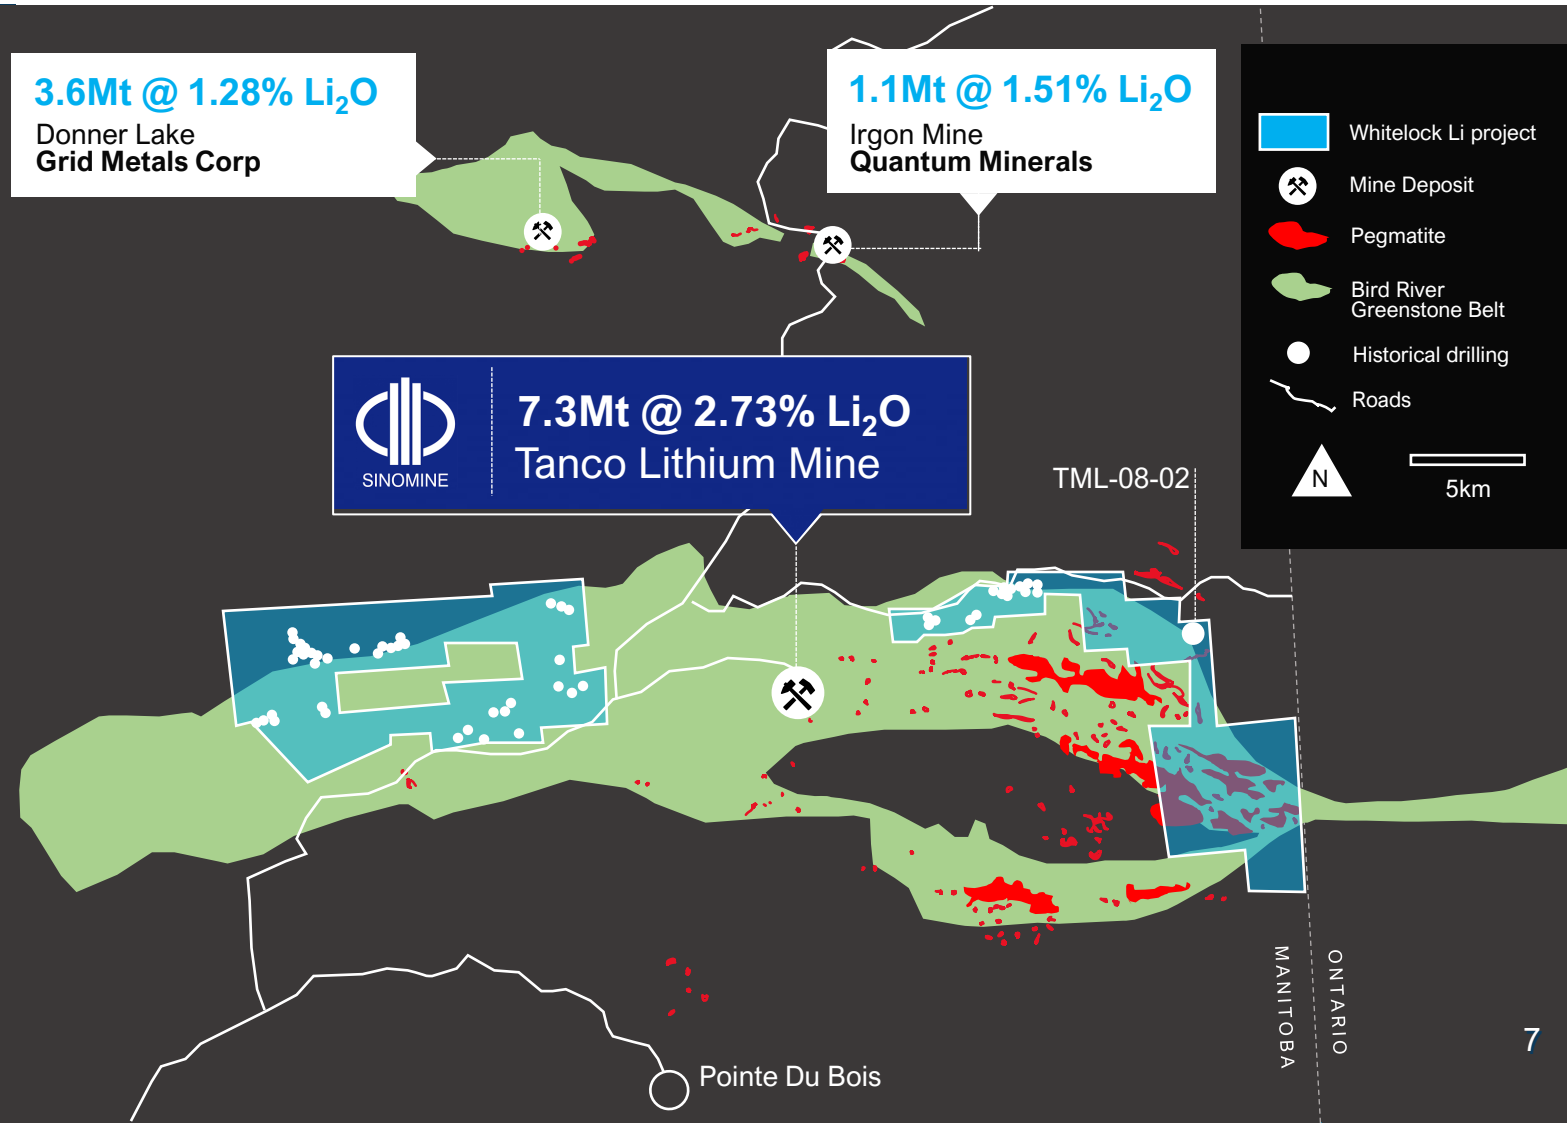 3.6Mt @ 1.28% Li₂O
Donner Lake
Grid Metals Corp
1.1Mt @ 1.51% Li₂O
Irgon Mine
Quantum Minerals
Whitelock Li project
Mine Deposit
Pegmatite
Bird River
Greenstone Belt
Historical drilling
Roads
N
5km
SINOMINE
7.3Mt @ 2.73% Li₂O
Tanco Lithium Mine
TML-08-02
MANITOBA
ONTARIO
Pointe Du Bois
7